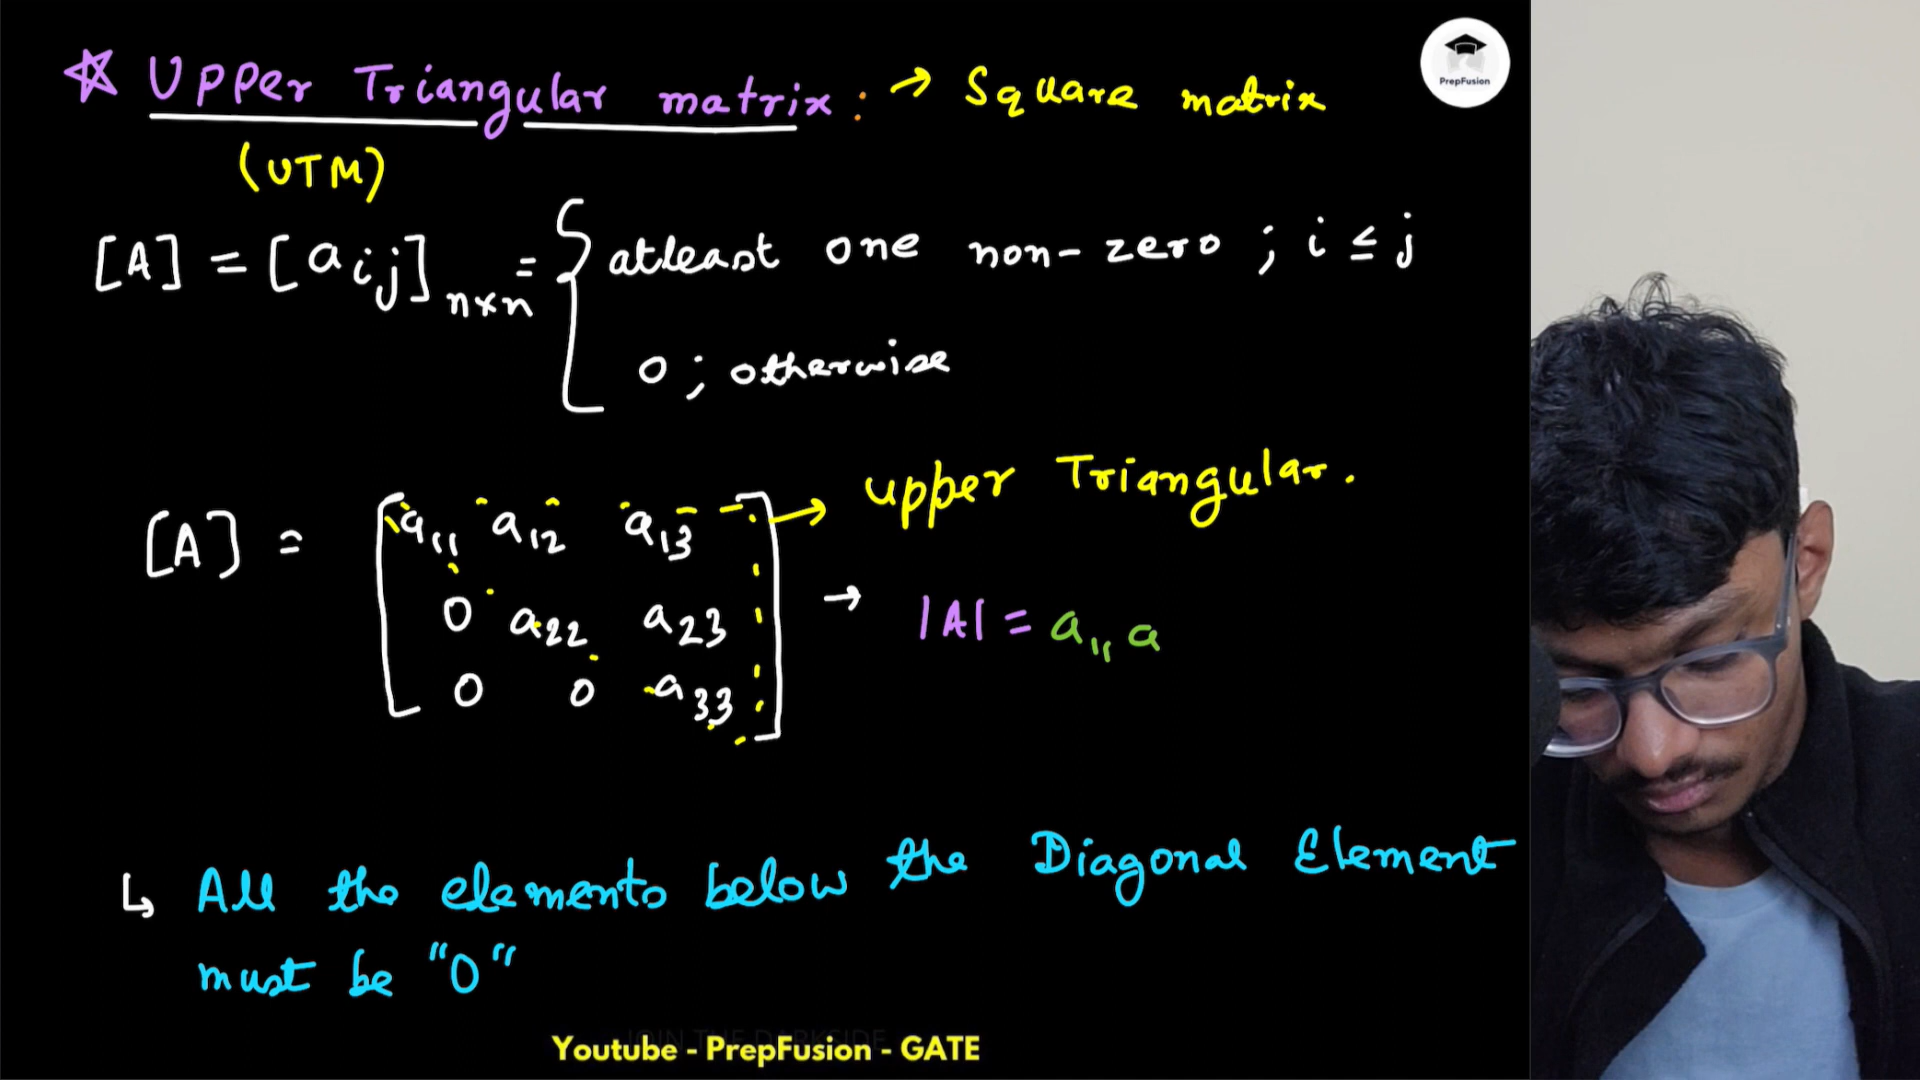 ☆ Upper Triangular matrix : → Square matrix
(UTM)
[A] = [aij]n×n = { atleast one non-zero ; i ≤ j
0 ; otherwise
[A] = [ a11 a12 a13 → upper Triangular.
0 a22 a23 → |A| = a11 a
0 0 a33 ]
↳ All the elements below the Diagonal Element
must be "0"
Youtube - PrepFusion - GATE
PrepFusion